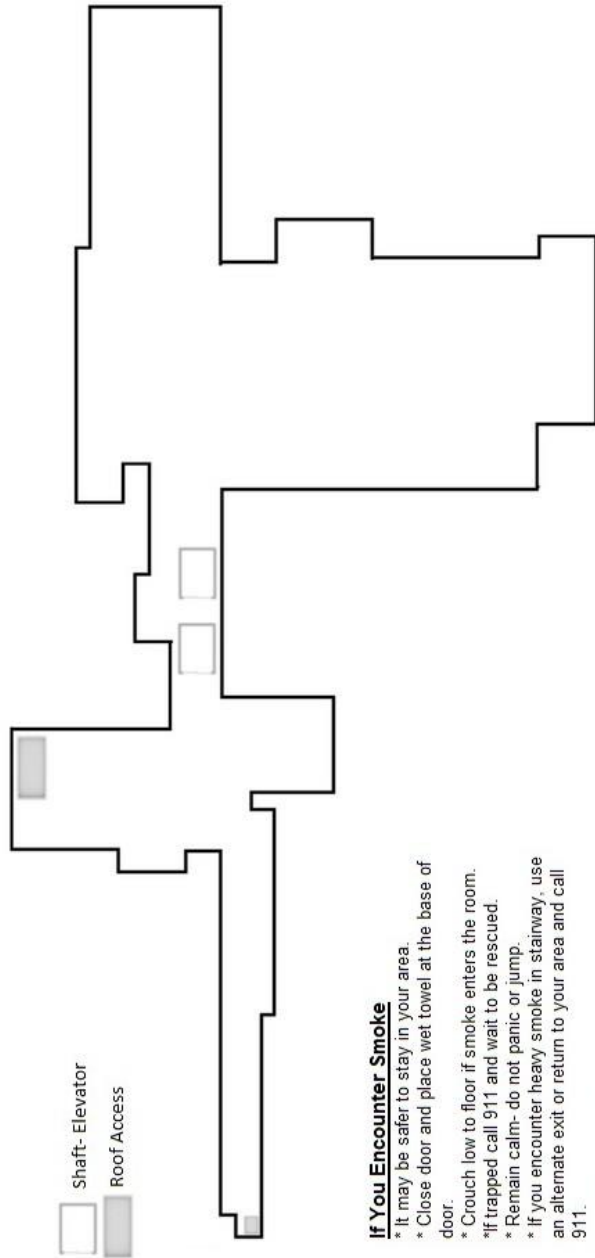 Shaft- Elevator
Roof Access
If You Encounter Smoke
* It may be safer to stay in your area.
* Close door and place wet towel at the base of
door.
* Crouch low to floor if smoke enters the room.
*If trapped call 911 and wait to be rescued.
* Remain calm- do not panic or jump.
* If you encounter heavy smoke in stairway, use
an alternate exit or return to your area and call
911.